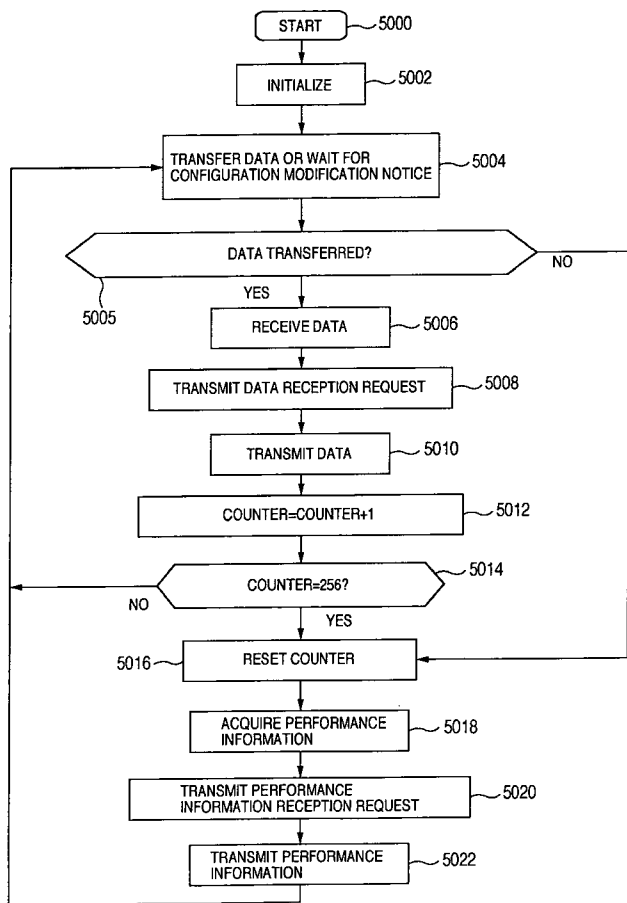 START
5000
INITIALIZE
5002
TRANSFER DATA OR WAIT FOR
CONFIGURATION MODIFICATION NOTICE
5004
DATA TRANSFERRED?
NO
5005
YES
RECEIVE DATA
5006
TRANSMIT DATA RECEPTION REQUEST
5008
TRANSMIT DATA
5010
COUNTER=COUNTER+1
5012
COUNTER=256?
5014
NO
YES
5016
RESET COUNTER
ACQUIRE PERFORMANCE
INFORMATION
5018
TRANSMIT PERFORMANCE
INFORMATION RECEPTION REQUEST
5020
TRANSMIT PERFORMANCE
INFORMATION
5022